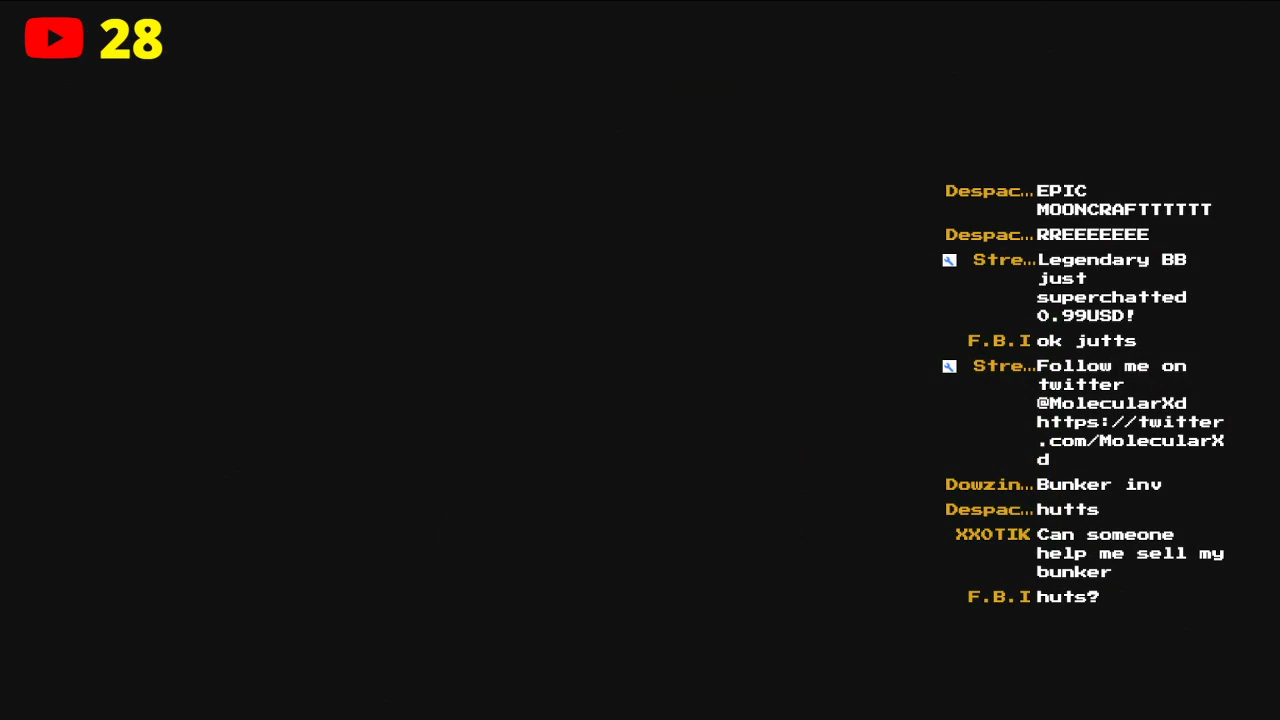 28
Despac… EPIC
MOONCRAFTTTTTT
Despac… RREEEEEEE
Stre… Legendary BB
just
superchatted
0.99USD!
F.B.I ok jutts
Stre… Follow me on
twitter
@MolecularXd
https://twitter
.com/MolecularX
d
Dowzin… Bunker inv
Despac… hutts
XXOTIK Can someone
help me sell my
bunker
F.B.I huts?